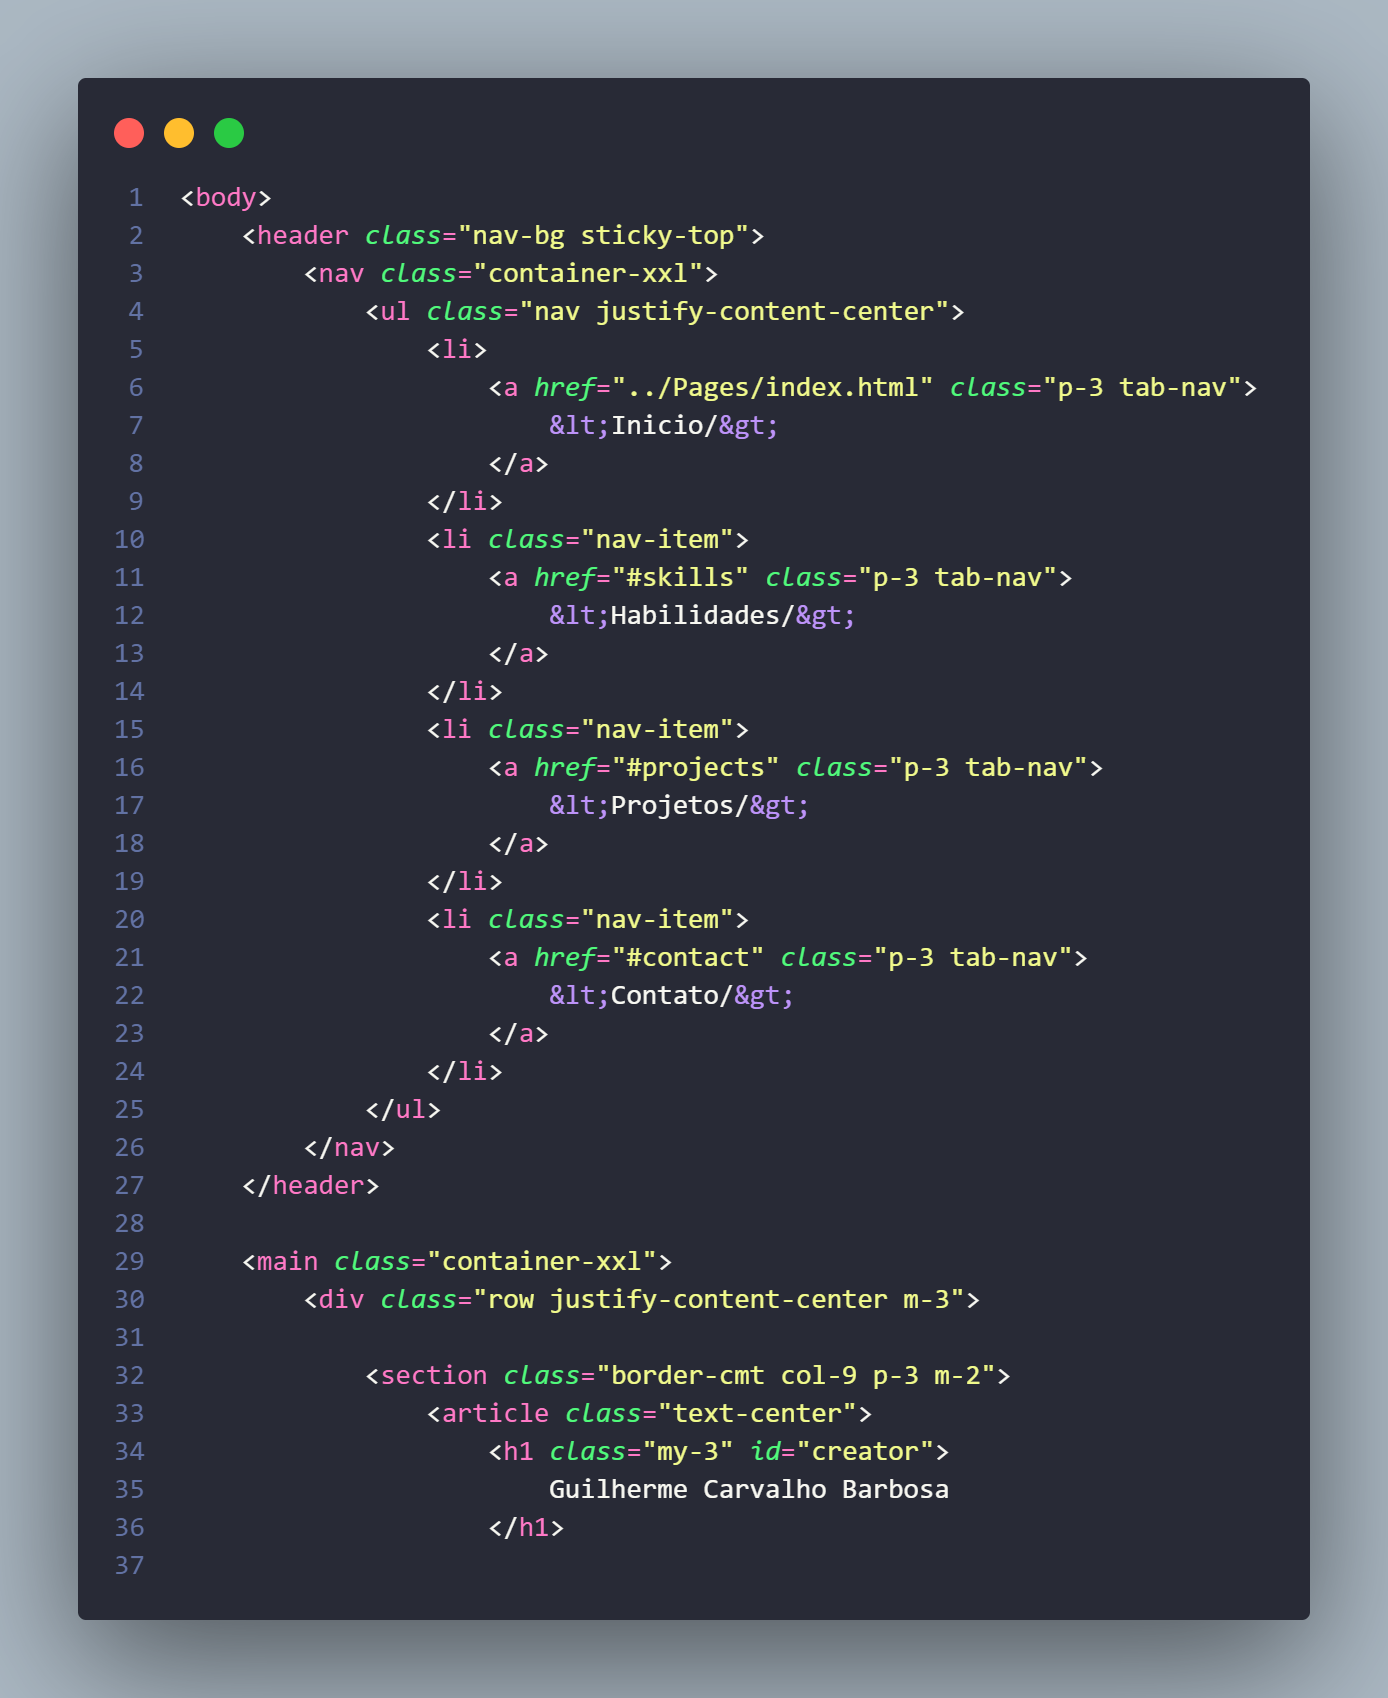 1 <body>
2     <header class="nav-bg sticky-top">
3         <nav class="container-xxl">
4             <ul class="nav justify-content-center">
5                 <li>
6                     <a href="../Pages/index.html" class="p-3 tab-nav">
7                         &lt;Inicio/&gt;
8                     </a>
9                 </li>
10                 <li class="nav-item">
11                     <a href="#skills" class="p-3 tab-nav">
12                         &lt;Habilidades/&gt;
13                     </a>
14                 </li>
15                 <li class="nav-item">
16                     <a href="#projects" class="p-3 tab-nav">
17                         &lt;Projetos/&gt;
18                     </a>
19                 </li>
20                 <li class="nav-item">
21                     <a href="#contact" class="p-3 tab-nav">
22                         &lt;Contato/&gt;
23                     </a>
24                 </li>
25             </ul>
26         </nav>
27     </header>
28
29     <main class="container-xxl">
30         <div class="row justify-content-center m-3">
31
32             <section class="border-cmt col-9 p-3 m-2">
33                 <article class="text-center">
34                     <h1 class="my-3" id="creator">
35                         Guilherme Carvalho Barbosa
36                     </h1>
37